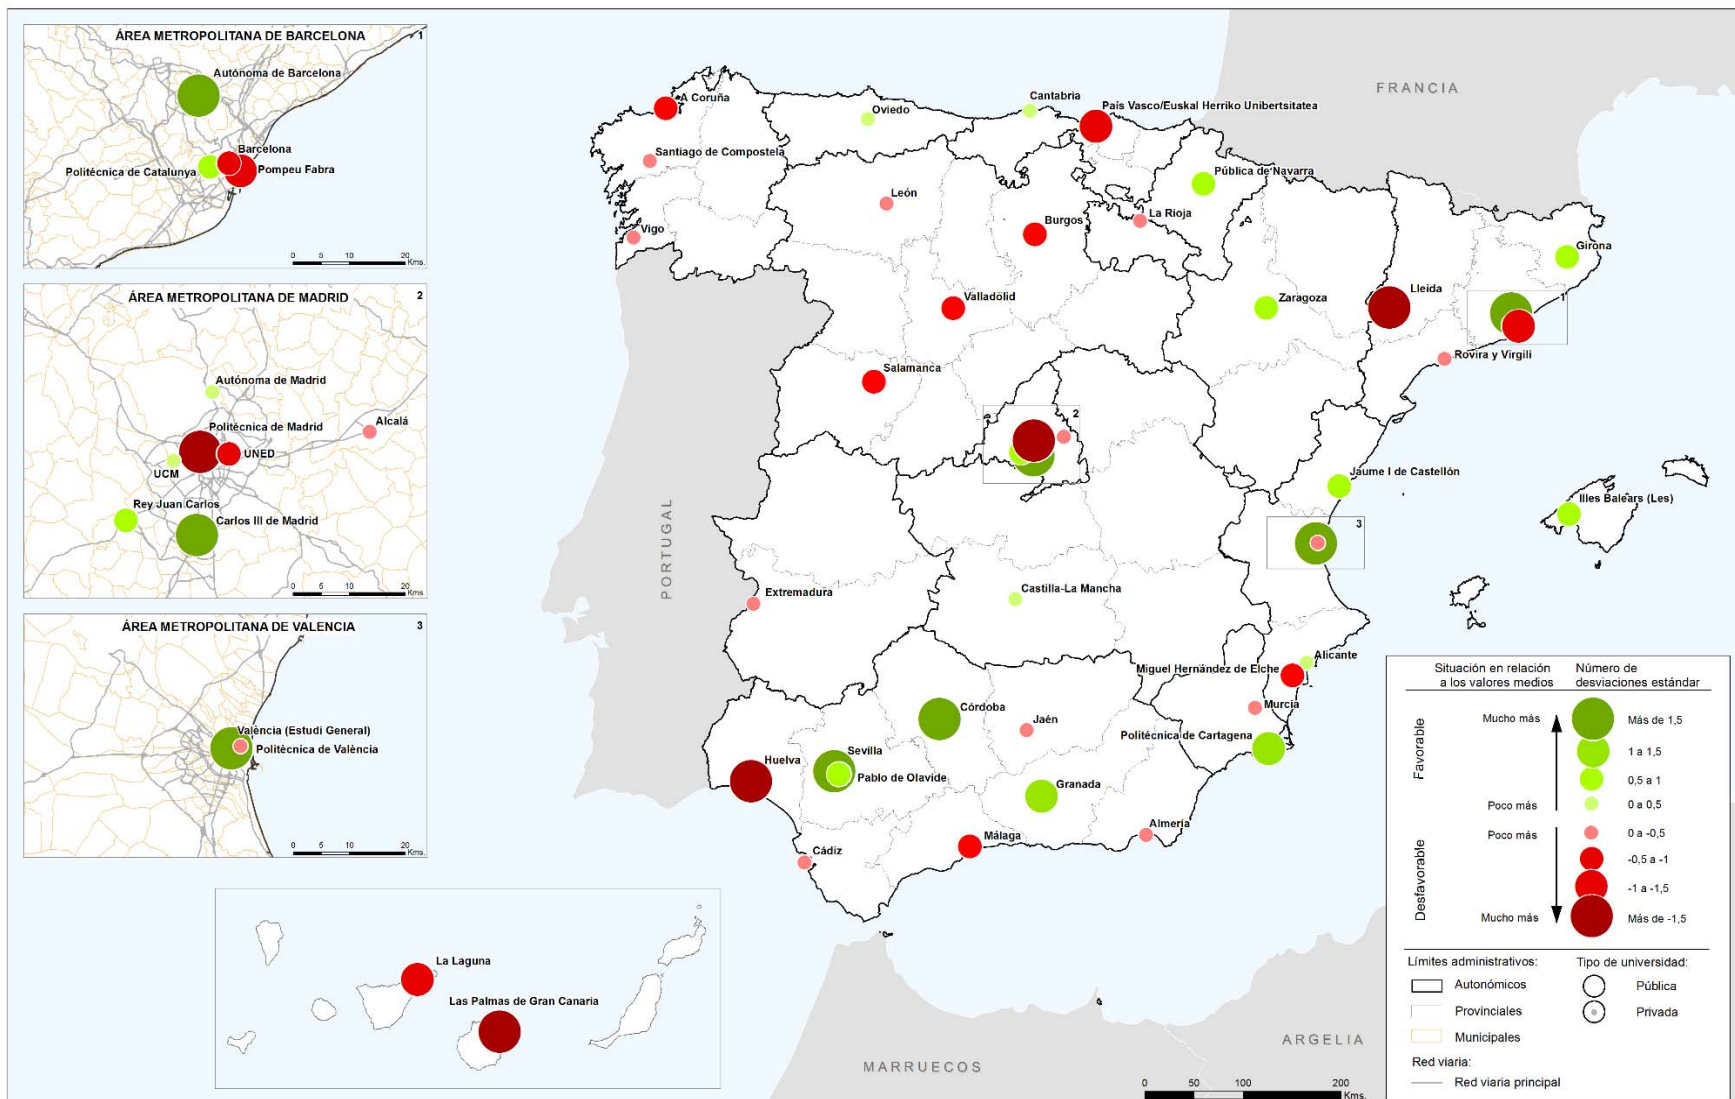 ÁREA METROPOLITANA DE BARCELONA
1
Autónoma de Barcelona
Barcelona
Politécnica de Catalunya
Pompeu Fabra
0 5 10 20
Kms.
ÁREA METROPOLITANA DE MADRID
2
Autónoma de Madrid
Alcalá
Politécnica de Madrid
UNED
UCM
Rey Juan Carlos
Carlos III de Madrid
0 5 10 20
Kms.
ÁREA METROPOLITANA DE VALENCIA
3
València (Estudi General)
Politécnica de València
0 5 10 20
Kms.
La Laguna
Las Palmas de Gran Canaria
FRANCIA
PORTUGAL
MARRUECOS
ARGELIA
A Coruña
Oviedo
Cantabria
País Vasco/Euskal Herriko Unibertsitatea
Santiago de Compostela
León
Pública de Navarra
Vigo
Burgos
La Rioja
Girona
Valladolid
Zaragoza
Lleida
1
Rovira y Virgili
Salamanca
2
Jaume I de Castellón
Illes Balears (Les)
3
Extremadura
Castilla-La Mancha
Alicante
Miguel Hernández de Elche
Murcia
Córdoba
Jaén
Politécnica de Cartagena
Huelva
Sevilla
Pablo de Olavide
Granada
Almería
Málaga
Cádiz
0 50 100 200
Kms.
Situación en relación
a los valores medios
Número de
desviaciones estándar
Favorable
Mucho más
Más de 1,5
1 a 1,5
0,5 a 1
Poco más
0 a 0,5
Desfavorable
Poco más
0 a -0,5
-0,5 a -1
-1 a -1,5
Mucho más
Más de -1,5
Límites administrativos:
Autonómicos
Provinciales
Municipales
Red viaria:
Red viaria principal
Tipo de universidad:
Pública
Privada